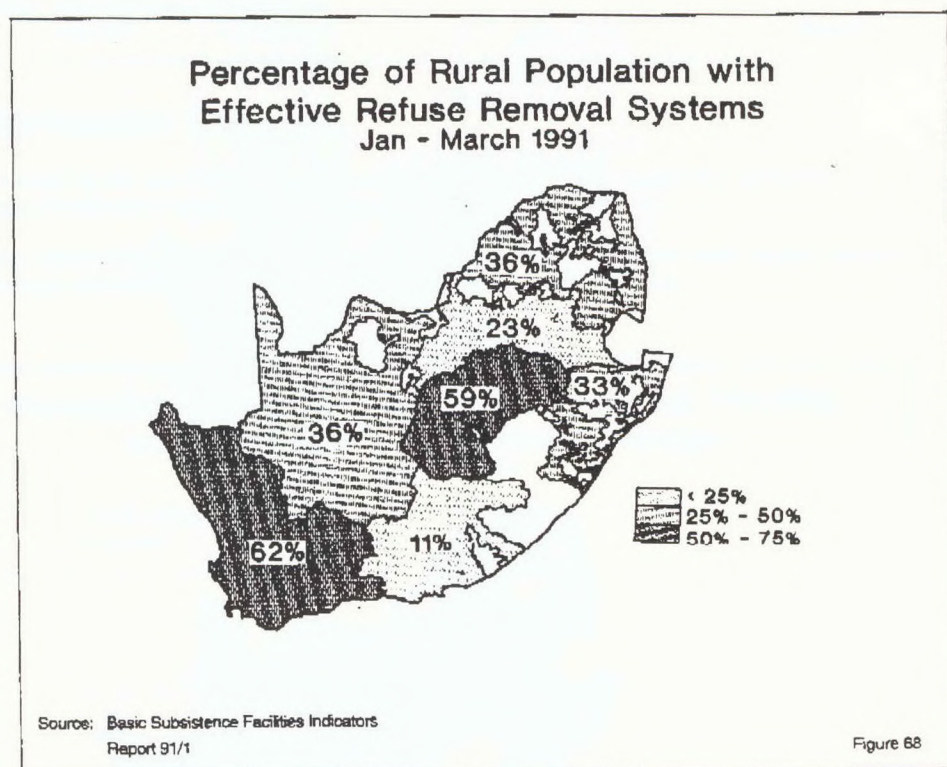 Percentage of Rural Population with
Effective Refuse Removal Systems
Jan - March 1991
36%
23%
59%
33%
36%
62%
11%
< 25%
25% - 50%
50% - 75%
Source: Basic Subsistence Facilities Indicators
Report 91/1
Figure 68